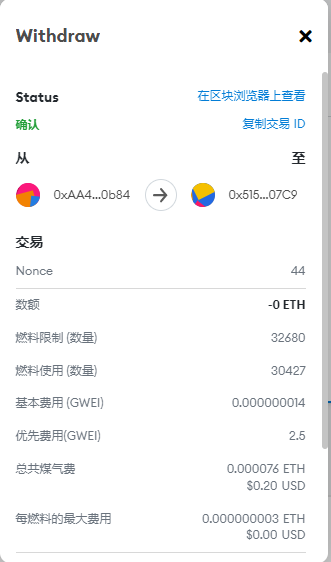 Withdraw
Status 在区块浏览器上查看
确认 复制交易 ID
从 至
0xAA4...0b84 0x515...07C9
交易
Nonce 44
数额 -0 ETH
燃料限制 (数量) 32680
燃料使用 (数量) 30427
基本费用 (GWEI) 0.000000014
优先费用(GWEI) 2.5
总共煤气费 0.000076 ETH
$0.20 USD
每燃料的最大费用 0.000000003 ETH
$0.00 USD